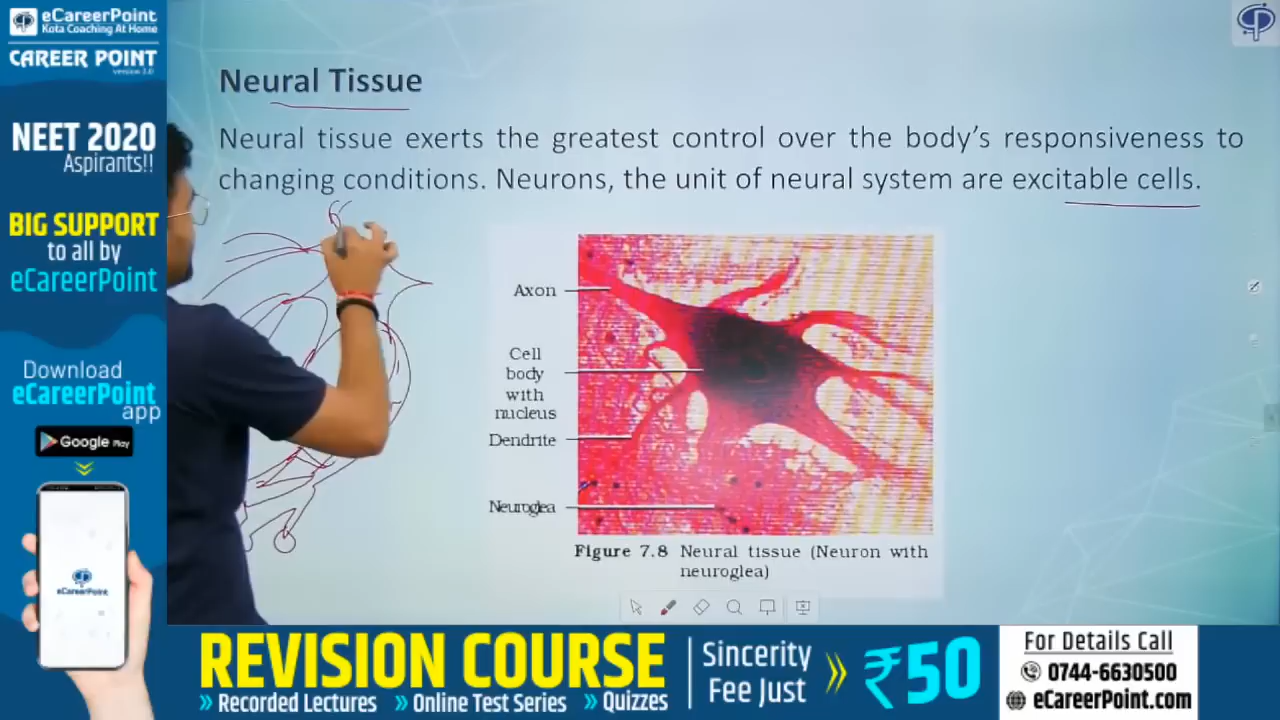 eCareerPoint
Kota Coaching At Home
CAREER POINT
version 2.0
NEET 2020
Aspirants!!
BIG SUPPORT
to all by
eCareerPoint
Download
eCareerPoint
app
Google Play
eCareerPoint
Neural Tissue
Neural tissue exerts the greatest control over the body's responsiveness to
changing conditions. Neurons, the unit of neural system are excitable cells.
Axon
Cell
body
with
nucleus
Dendrite
Neuroglea
Figure 7.8 Neural tissue (Neuron with
neuroglea)
REVISION COURSE
» Recorded Lectures » Online Test Series » Quizzes
Sincerity
Fee Just
» ₹50
For Details Call
0744-6630500
eCareerPoint.com